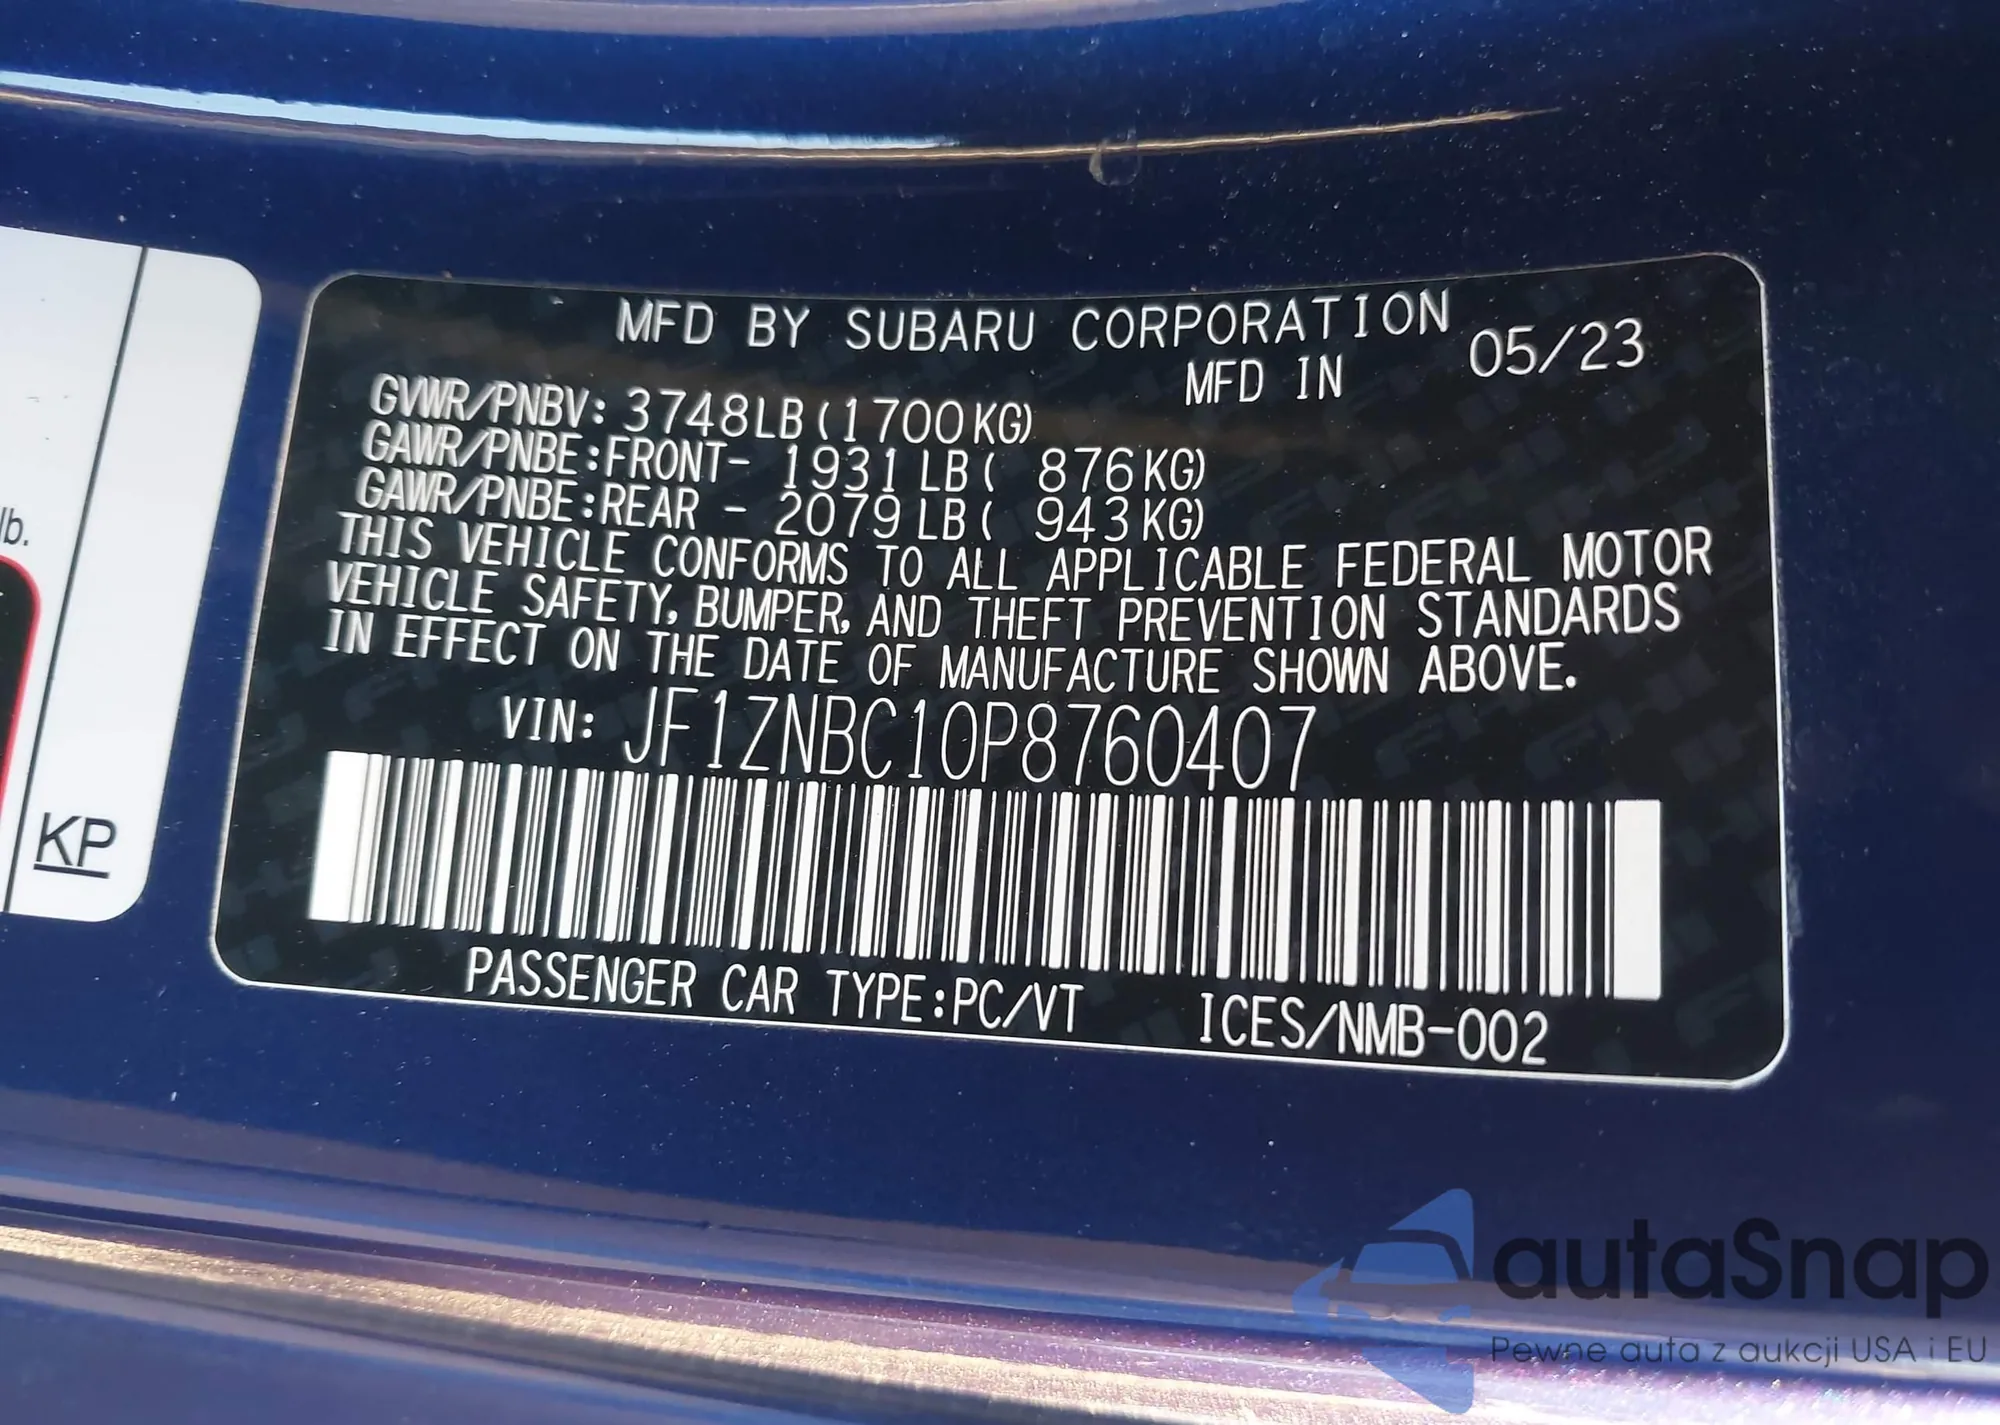 MFD BY SUBARU CORPORATION
MFD IN 05/23
GVWR/PNBV: 3748LB(1700KG)
GAWR/PNBE:FRONT- 1931LB( 876KG)
GAWR/PNBE:REAR - 2079LB( 943KG)
THIS VEHICLE CONFORMS TO ALL APPLICABLE FEDERAL MOTOR
VEHICLE SAFETY, BUMPER, AND THEFT PREVENTION STANDARDS
IN EFFECT ON THE DATE OF MANUFACTURE SHOWN ABOVE.
VIN: JF1ZNBC10P8760407
PASSENGER CAR TYPE:PC/VT ICES/NMB-002
lb.
KP
autaSnap
Pewne auta z aukcji USA i EU